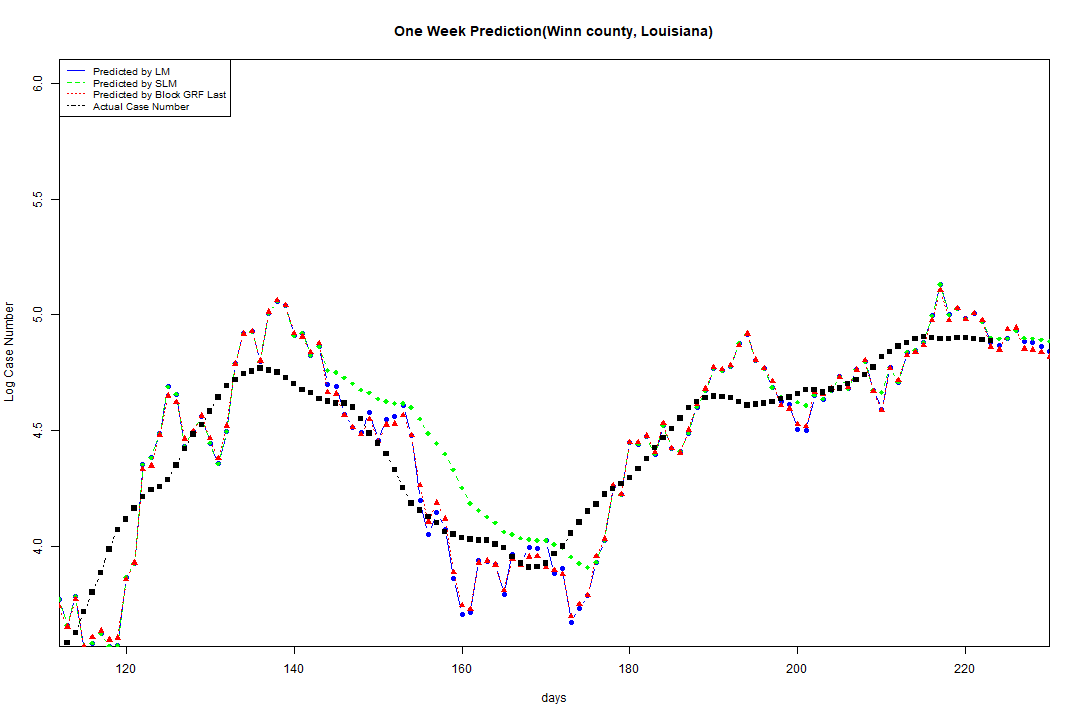 One Week Prediction(Winn county, Louisiana)
Predicted by LM
Predicted by SLM
Predicted by Block GRF Last
Actual Case Number
6.0
5.5
5.0
4.5
4.0
Log Case Number
120 140 160 180 200 220
days